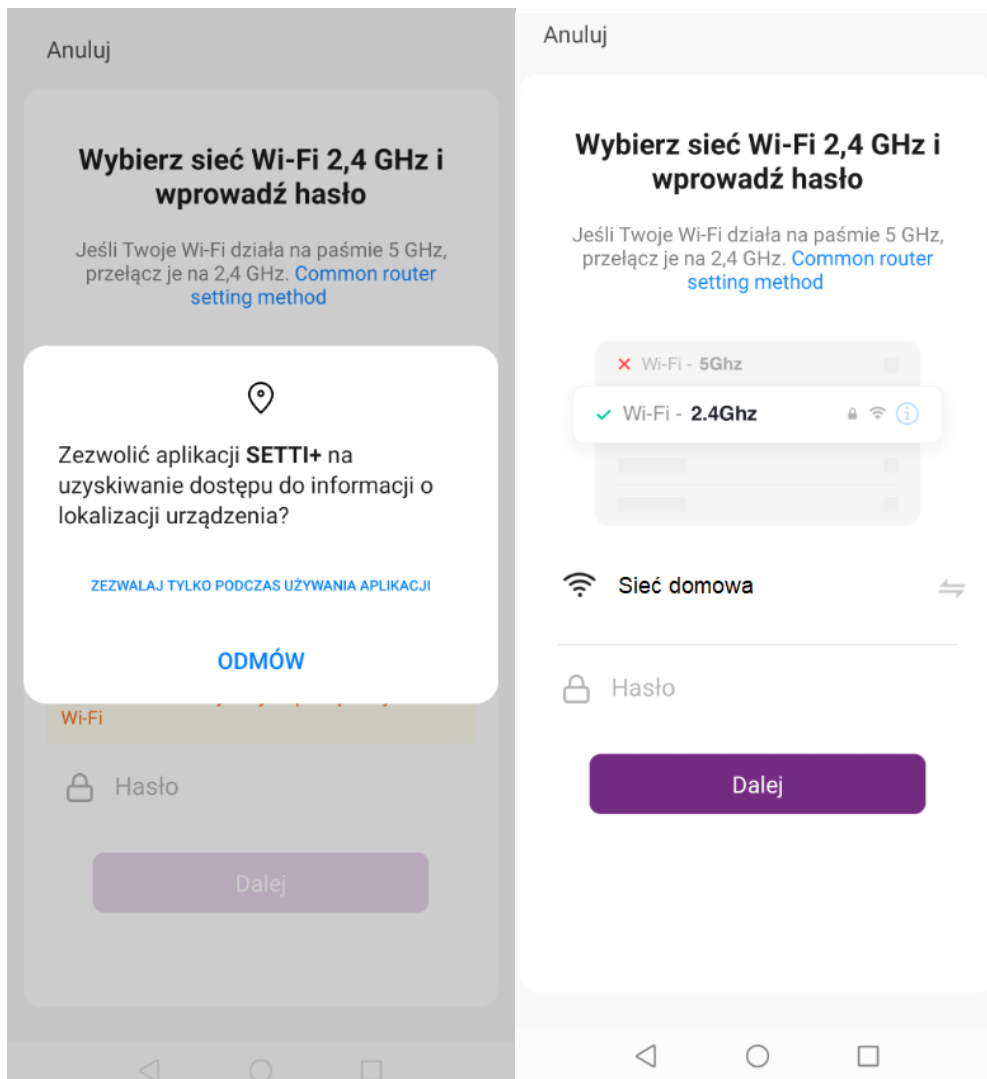 Anuluj
Wybierz sieć Wi-Fi 2,4 GHz i
wprowadź hasło
Jeśli Twoje Wi-Fi działa na paśmie 5 GHz,
przełącz je na 2,4 GHz. Common router
setting method
Zezwolić aplikacji SETTI+ na
uzyskiwanie dostępu do informacji o
lokalizacji urządzenia?
ZEZWALAJ TYLKO PODCZAS UŻYWANIA APLIKACJI
ODMÓW
Wi-Fi
Hasło
Dalej
Anuluj
Wybierz sieć Wi-Fi 2,4 GHz i
wprowadź hasło
Jeśli Twoje Wi-Fi działa na paśmie 5 GHz,
przełącz je na 2,4 GHz. Common router
setting method
Wi-Fi - 5Ghz
Wi-Fi - 2.4Ghz
Sieć domowa
Hasło
Dalej